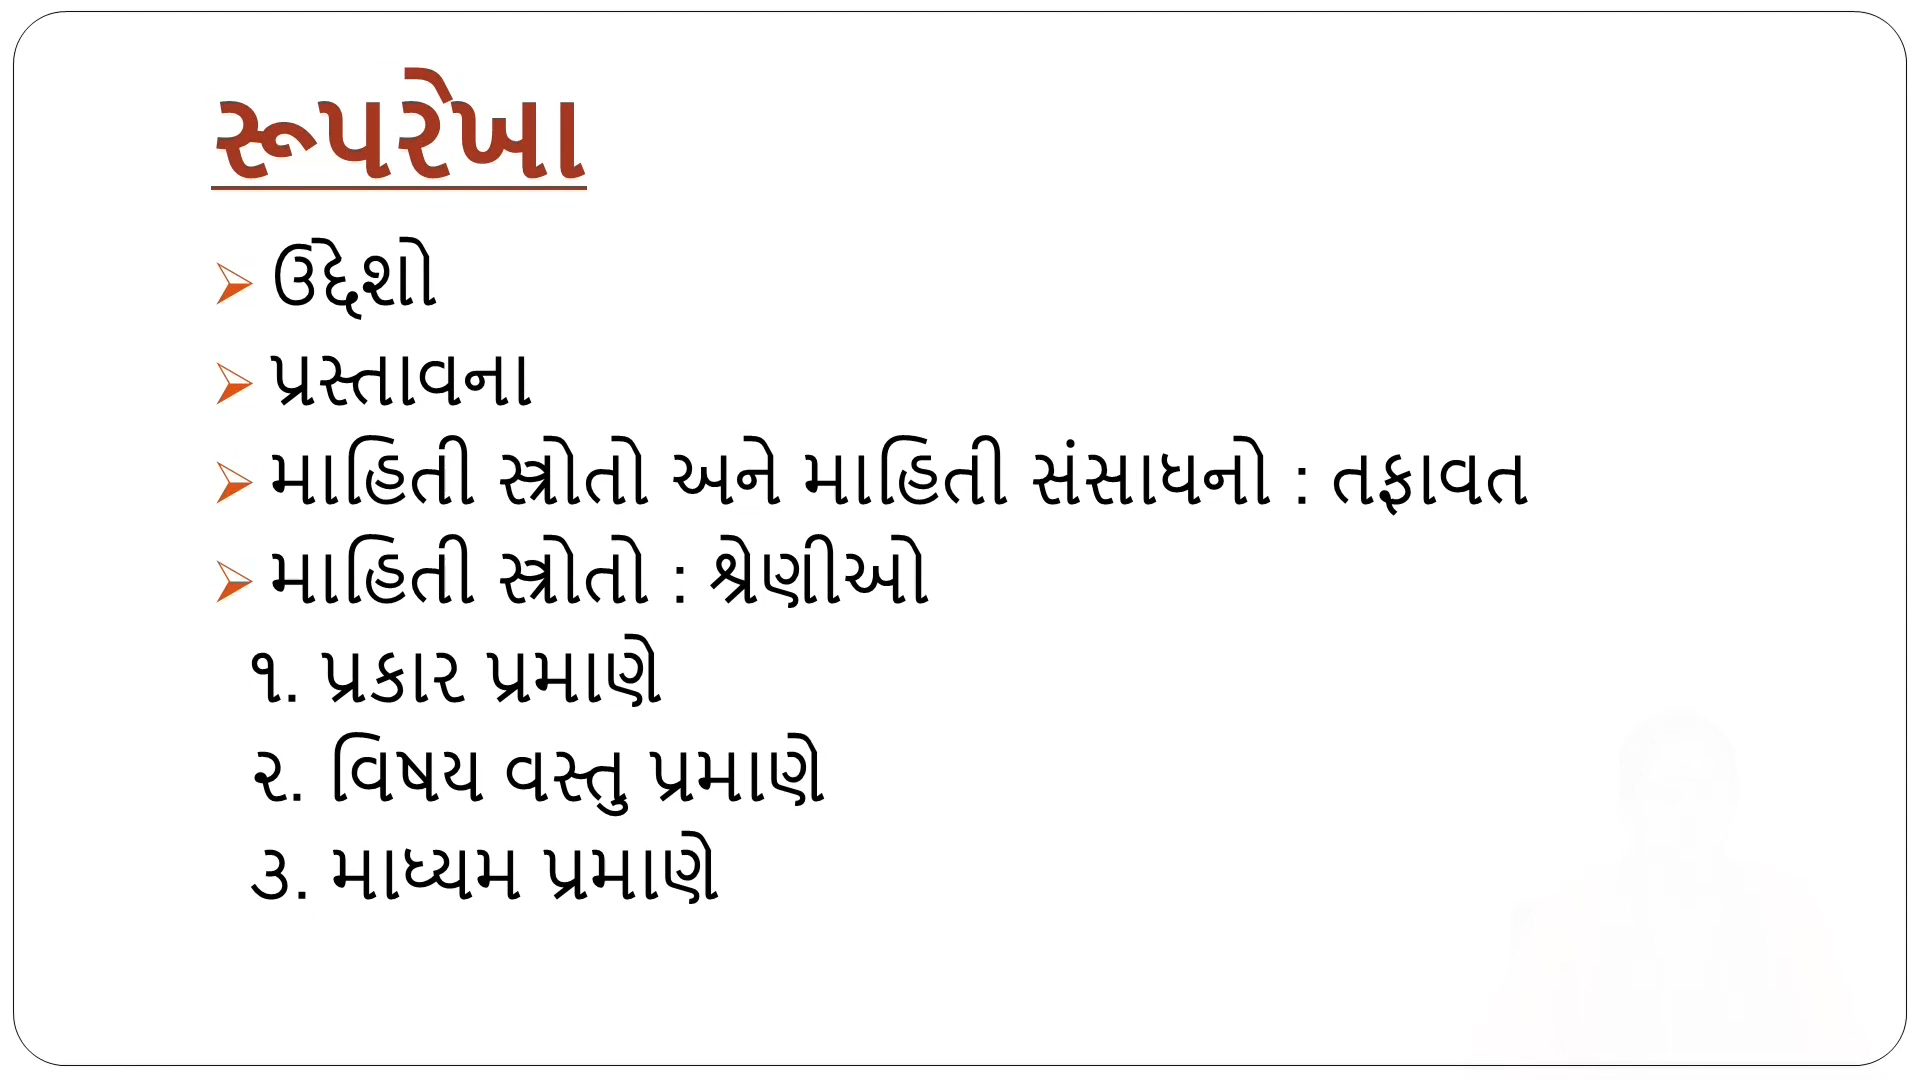 રૂપરેખા
ઉદ્દેશો
પ્રસ્તાવના
માહિતી સ્ત્રોતો અને માહિતી સંસાધનો : તફાવત
માહિતી સ્ત્રોતો : શ્રેણીઓ
૧. પ્રકાર પ્રમાણે
૨. વિષય વસ્તુ પ્રમાણે
૩. માધ્યમ પ્રમાણે